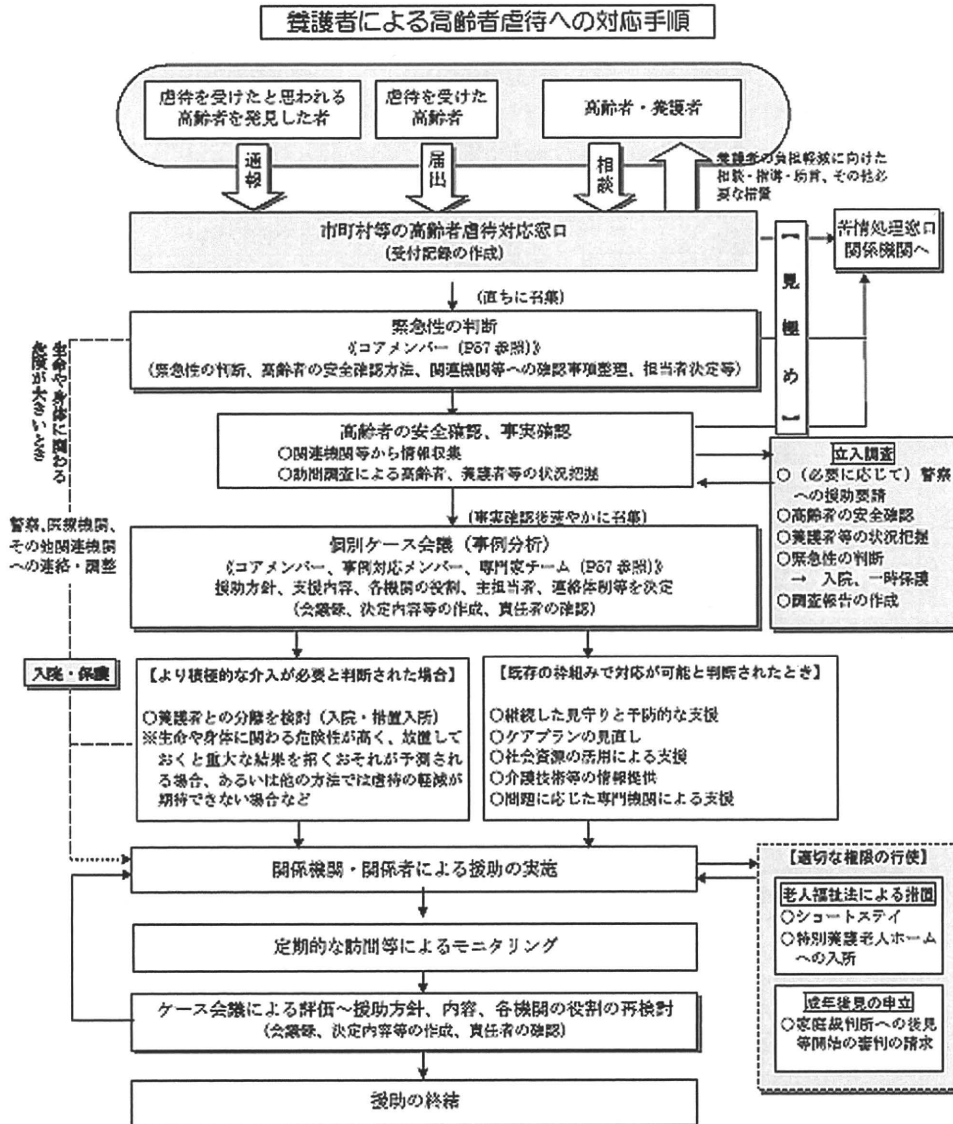 養護者による高齢者虐待への対応手順
虐待を受けたと思われる
高齢者を発見した者
虐待を受けた
高齢者
高齢者・養護者
通報
届出
相談
養護者の負担軽減に向けた
相談・指導・助言、その他必
要な措置
市町村等の高齢者虐待対応窓口
(受付記録の作成)
苦情処理窓口
関係機関へ
【見極め】
(直ちに召集)
緊急性の判断
《コアメンバー (P57 参照)》
(緊急性の判断、高齢者の安全確認方法、関連機関等への確認事項整理、担当者決定等)
生命や身体に関わる
危険が大きいとき
高齢者の安全確認、事実確認
○関連機関等から情報収集
○訪問調査による高齢者、養護者等の状況把握
立入調査
○(必要に応じて)警察
への援助要請
○高齢者の安全確認
○養護者等の状況把握
○緊急性の判断
→ 入院、一時保護
○調査報告の作成
(事実確認後速やかに召集)
警察、医療機関、
その他関連機関
への連絡・調整
個別ケース会議(事例分析)
《コアメンバー、事例対応メンバー、専門家チーム (P57 参照)》
援助方針、支援内容、各機関の役割、主担当者、連絡体制等を決定
(会議録、決定内容等の作成、責任者の確認)
入院・保護
【より積極的な介入が必要と判断された場合】
○養護者との分離を検討(入院・措置入所)
※生命や身体に関わる危険性が高く、放置して
おくと重大な結果を招くおそれが予測され
る場合、あるいは他の方法では虐待の軽減が
期待できない場合など
【既存の枠組みで対応が可能と判断されたとき】
○継続した見守りと予防的な支援
○ケアプランの見直し
○社会資源の活用による支援
○介護技術等の情報提供
○問題に応じた専門機関による支援
関係機関・関係者による援助の実施
【適切な権限の行使】
老人福祉法による措置
○ショートステイ
○特別養護老人ホーム
への入所
成年後見の申立
○家庭裁判所への後見
等開始の審判の請求
定期的な訪問等によるモニタリング
ケース会議による評価～援助方針、内容、各機関の役割の再検討
(会議録、決定内容等の作成、責任者の確認)
援助の終結